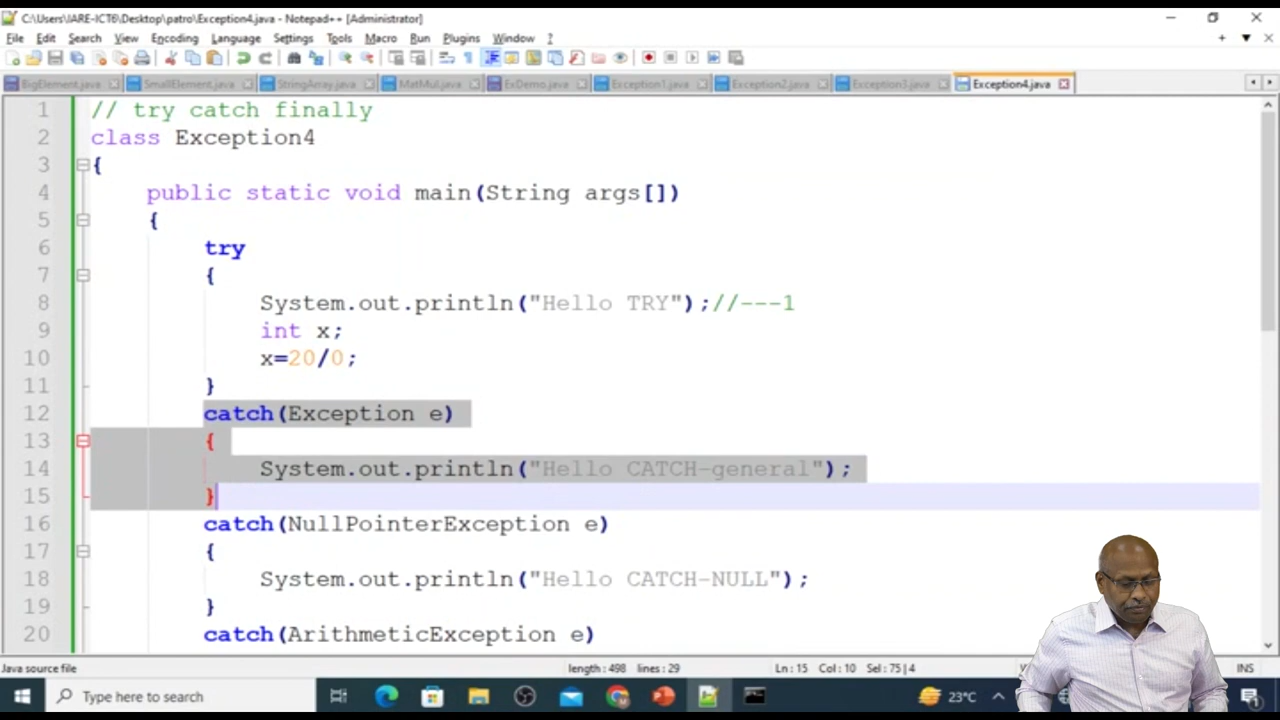 C:\Users\IARE-ICT6\Desktop\patro\Exception4.java - Notepad++ [Administrator]
File Edit Search View Encoding Language Settings Tools Macro Run Plugins Window ?
BigElement.java SmallElement.java StringArray.java MatMul.java ExDemo.java Exception1.java Exception2.java Exception3.java Exception4.java
1 // try catch finally
2 class Exception4
3 {
4 public static void main(String args[])
5 {
6 try
7 {
8 System.out.println("Hello TRY");//---1
9 int x;
10 x=20/0;
11 }
12 catch(Exception e)
13 {
14 System.out.println("Hello CATCH-general");
15 }
16 catch(NullPointerException e)
17 {
18 System.out.println("Hello CATCH-NULL");
19 }
20 catch(ArithmeticException e)
Java source file length : 498 lines : 29 Ln : 15 Col : 10 Sel : 75 | 4 INS
Type here to search 23°C